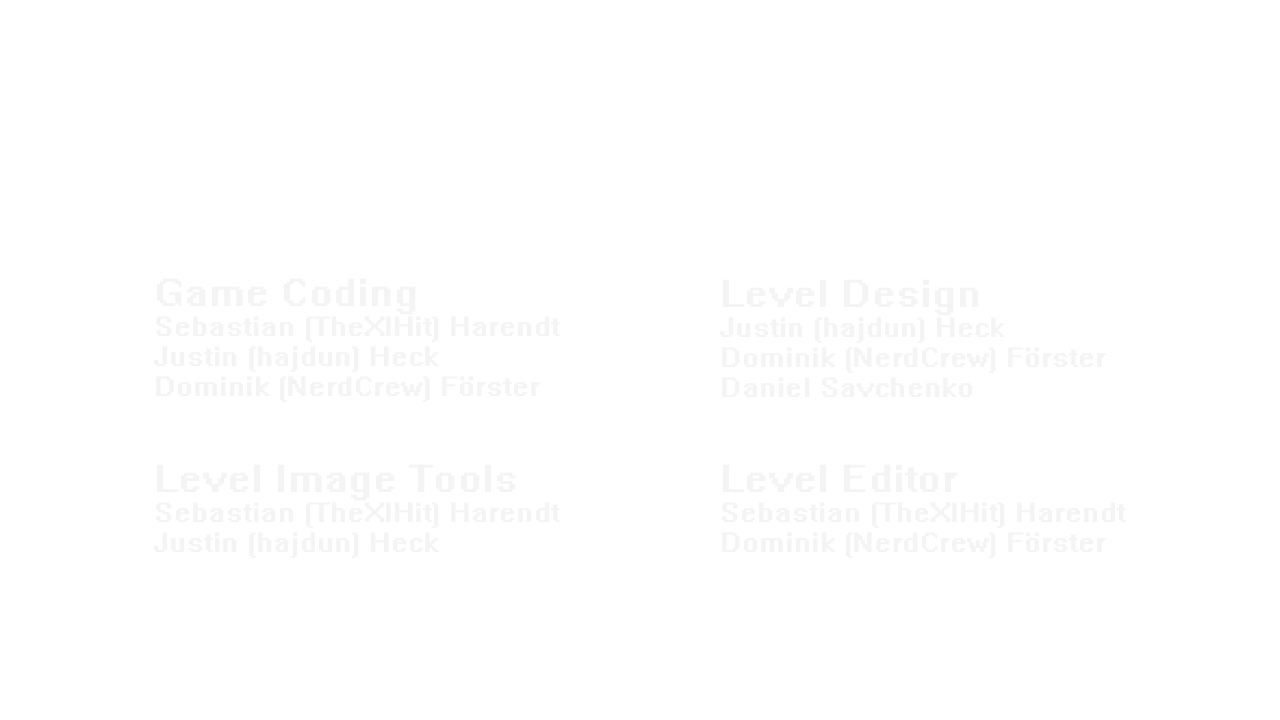 Game Coding
Sebastian (TheXIHit) Harendt
Justin (hajdun) Heck
Dominik (NerdCrew) Förster
Level Design
Justin (hajdun) Heck
Dominik (NerdCrew) Förster
Daniel Savchenko
Level Image Tools
Sebastian (TheXIHit) Harendt
Justin (hajdun) Heck
Level Editor
Sebastian (TheXIHit) Harendt
Dominik (NerdCrew) Förster